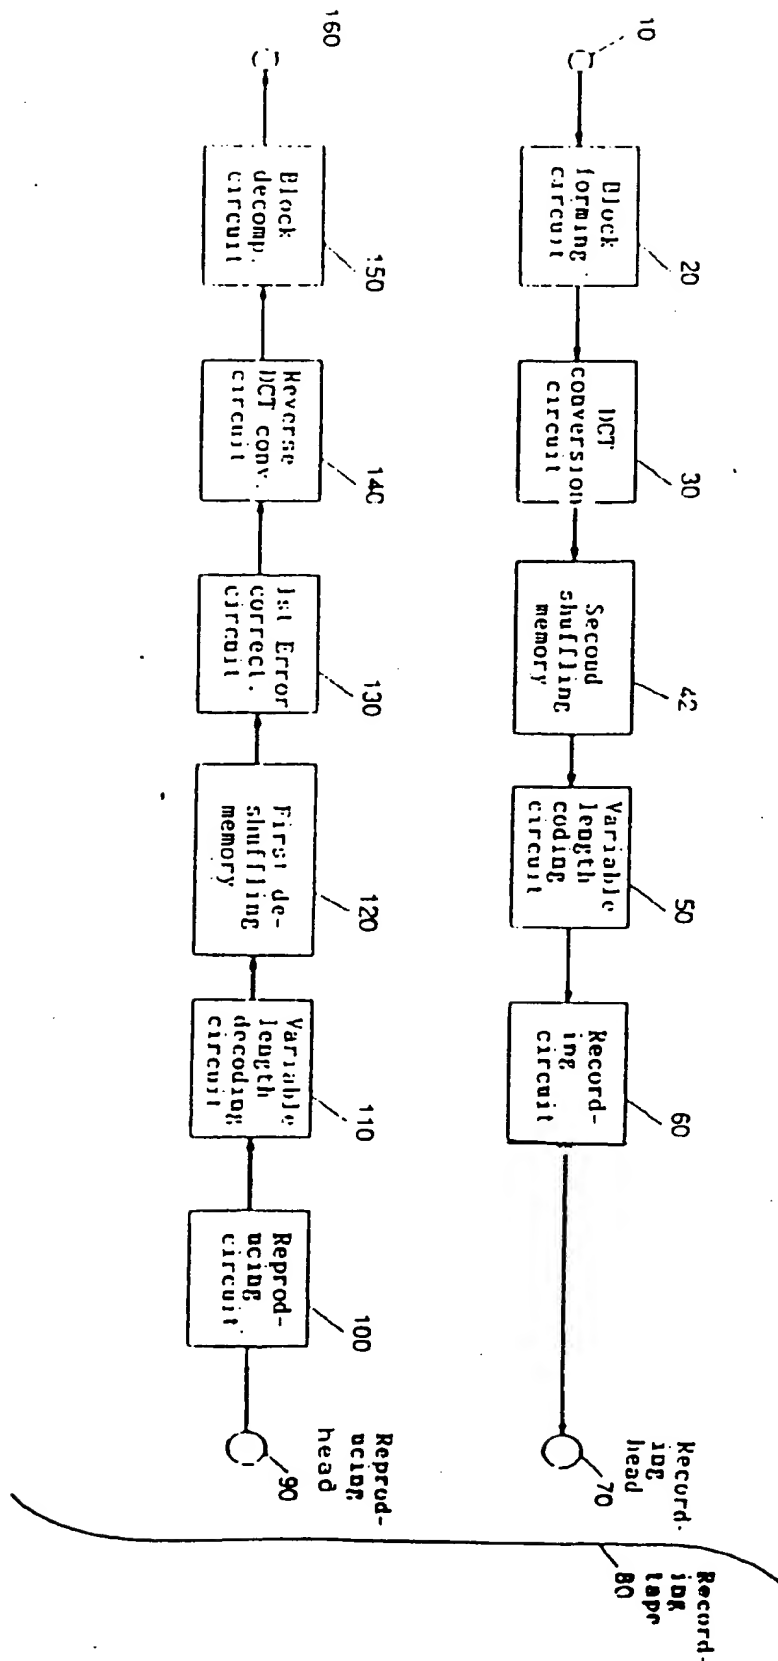 10
Block
forming
circuit
20
DCT
conversion
circuit
30
Second
shuffling
memory
42
Variable
length
coding
circuit
50
Record-
ing
circuit
60
Record-
ing
head
70
Record-
ing
tape
80
160
Block
decomp.
circuit
150
Reverse
DCT conv.
circuit
140
1st Error
correct.
circuit
130
First de-
shuffling
memory
120
Variable
length
decoding
circuit
110
Reprod-
ucing
circuit
100
Reprod-
ucing
head
90